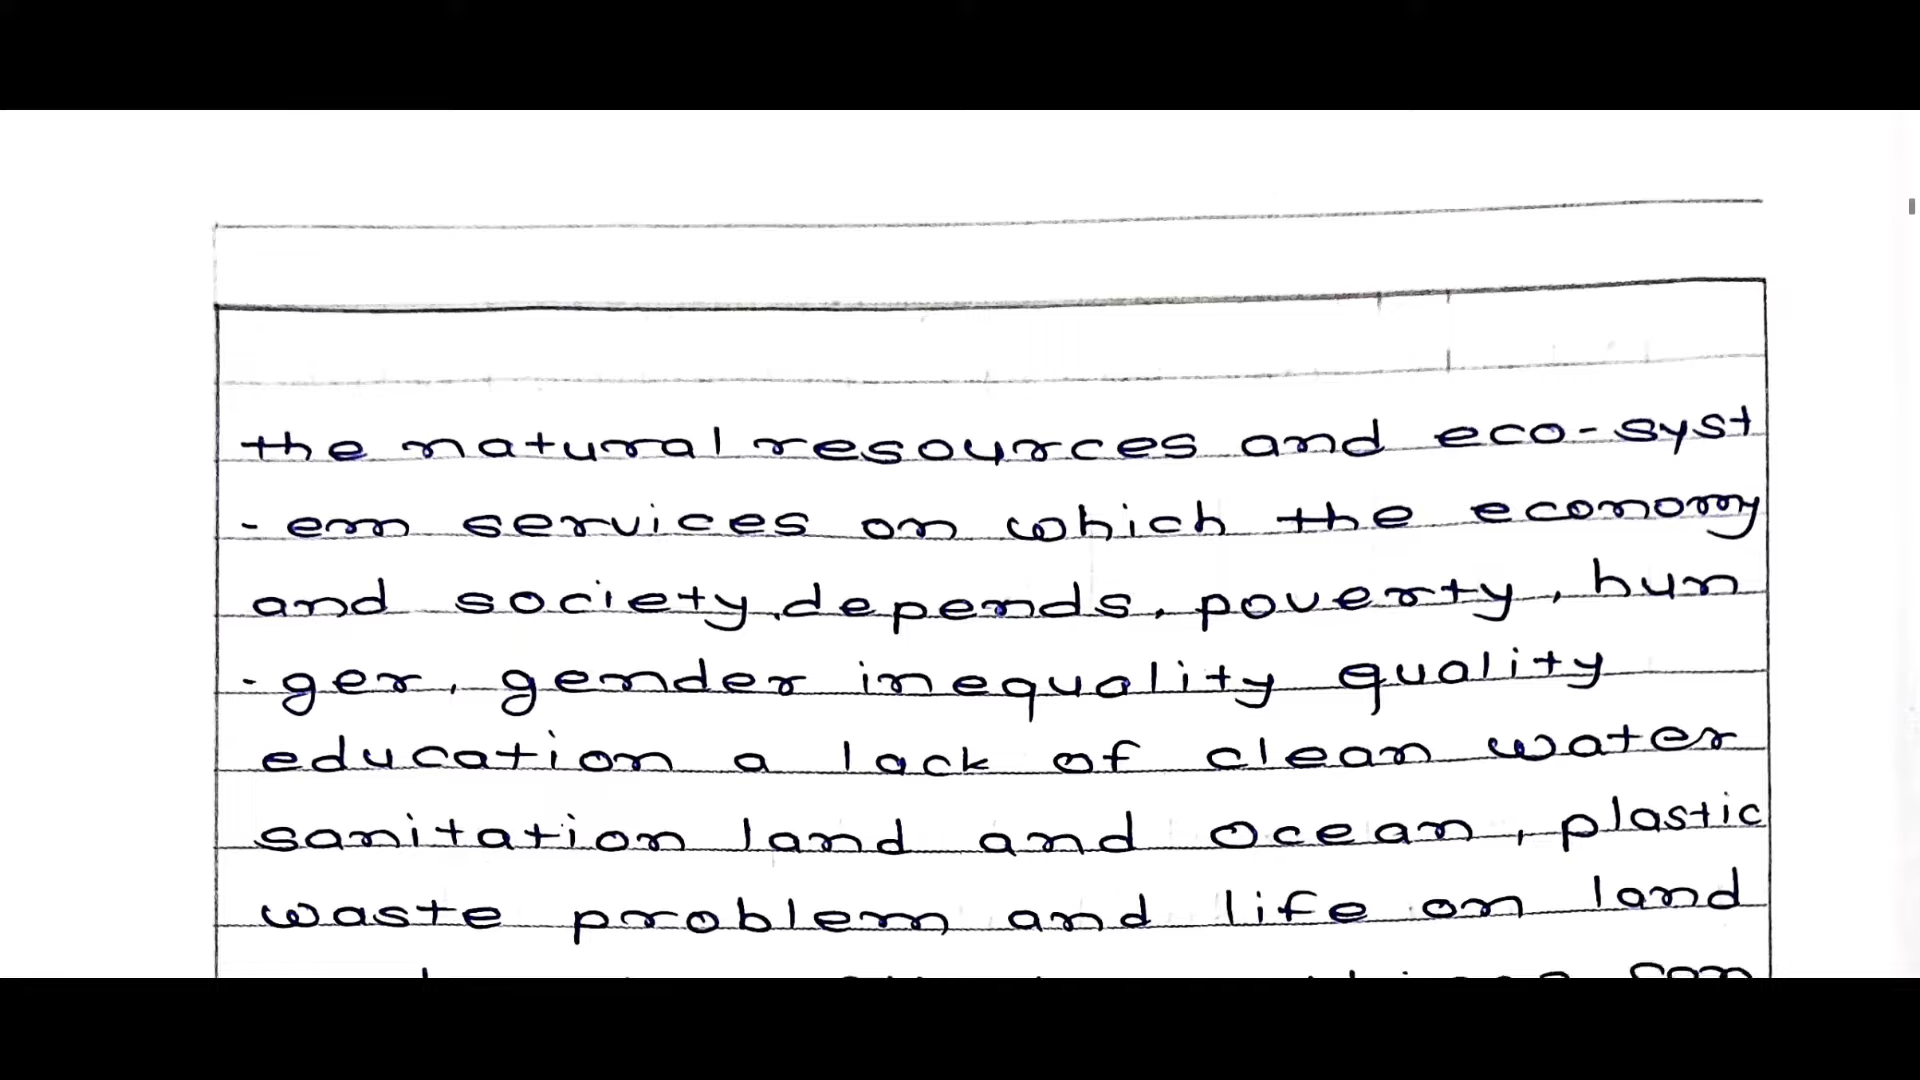 the natural resources and eco-syst
-em services on which the economy
and society,depends, poverty, hun
-ger, gender inequality quality
education a lack of clean water
sanitation land and ocean, plastic
waste problem and life on land